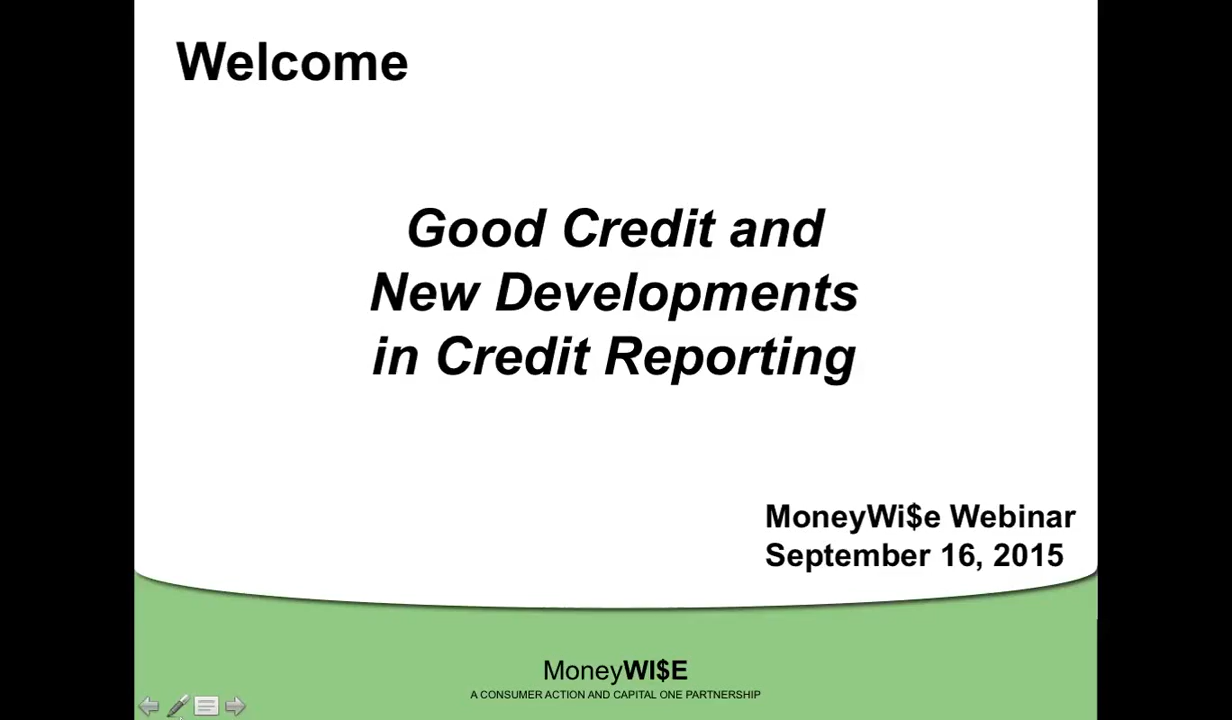 Welcome
Good Credit and
New Developments
in Credit Reporting
MoneyWi$e Webinar
September 16, 2015
MoneyWI$E
A CONSUMER ACTION AND CAPITAL ONE PARTNERSHIP